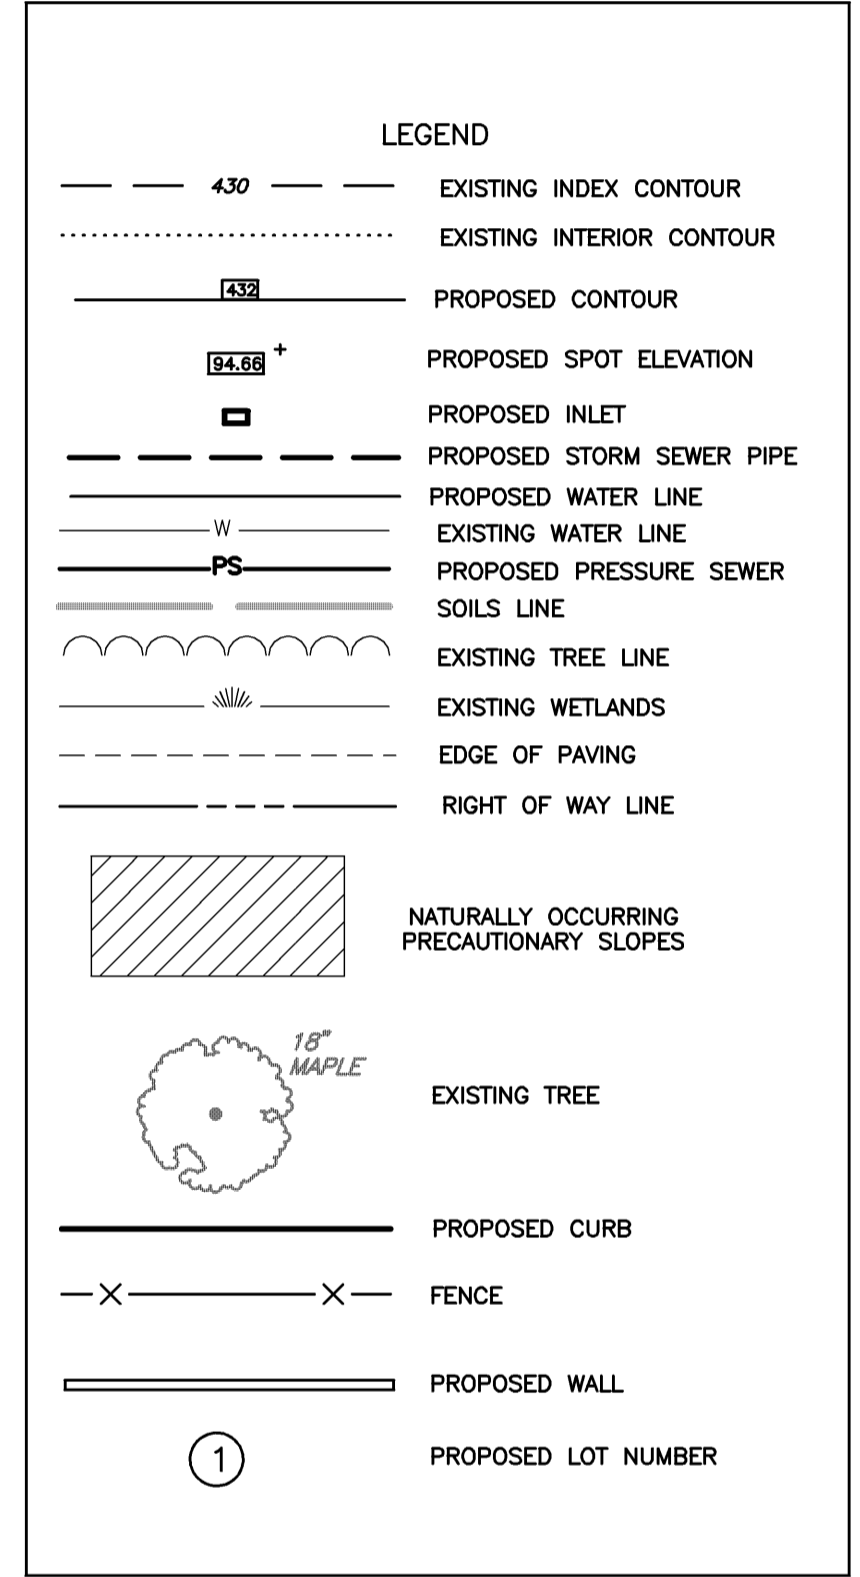 LEGEND
430 EXISTING INDEX CONTOUR
EXISTING INTERIOR CONTOUR
432 PROPOSED CONTOUR
94.66 + PROPOSED SPOT ELEVATION
PROPOSED INLET
PROPOSED STORM SEWER PIPE
PROPOSED WATER LINE
W EXISTING WATER LINE
PS PROPOSED PRESSURE SEWER
SOILS LINE
EXISTING TREE LINE
EXISTING WETLANDS
EDGE OF PAVING
RIGHT OF WAY LINE
NATURALLY OCCURRING
PRECAUTIONARY SLOPES
18"
MAPLE
EXISTING TREE
PROPOSED CURB
FENCE
PROPOSED WALL
1 PROPOSED LOT NUMBER